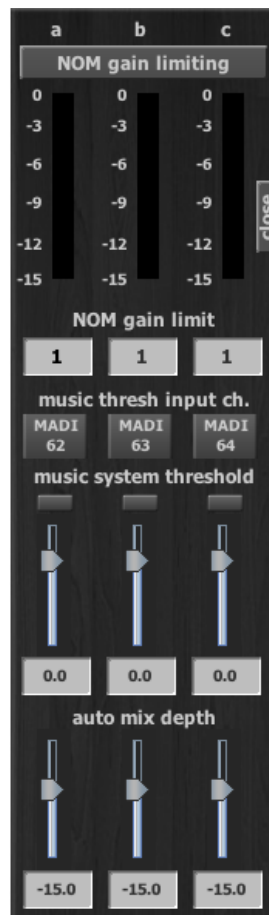 a b c
NOM gain limiting
0 0 0
-3 -3 -3
-6 -6 -6
-9 -9 -9
close
-12 -12 -12
-15 -15 -15
NOM gain limit
1 1 1
music thresh input ch.
MADI MADI MADI
62 63 64
music system threshold
0.0 0.0 0.0
auto mix depth
-15.0 -15.0 -15.0